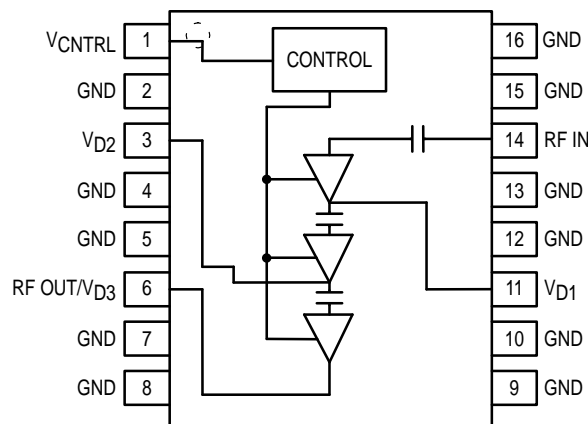 VCNTRL 1
GND 2
VD2 3
GND 4
GND 5
RF OUT/VD3 6
GND 7
GND 8
CONTROL
16 GND
15 GND
14 RF IN
13 GND
12 GND
11 VD1
10 GND
9 GND